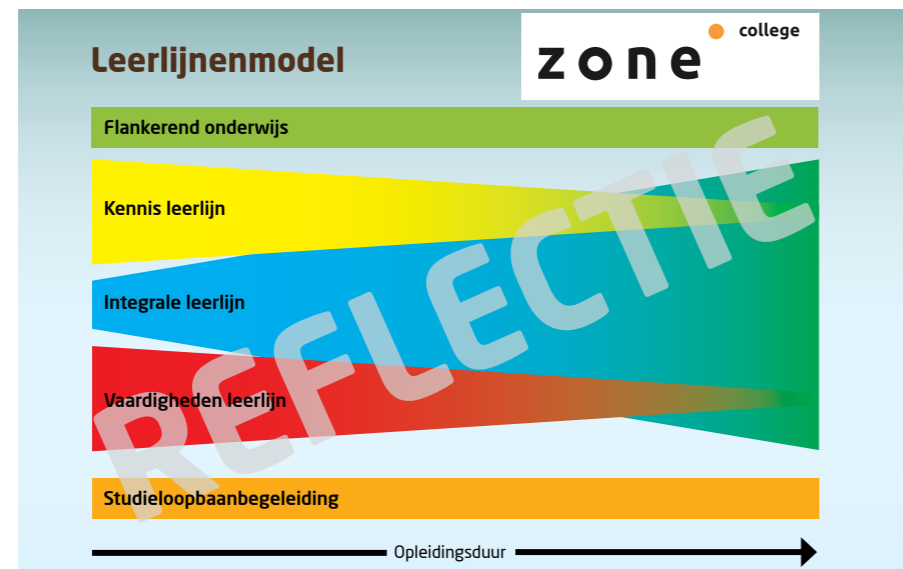 Leerlijnenmodel
zone college
Flankerend onderwijs
Kennis leerlijn
Integrale leerlijn
Vaardigheden leerlijn
REFLECTIE
Studieloopbaanbegeleiding
Opleidingsduur